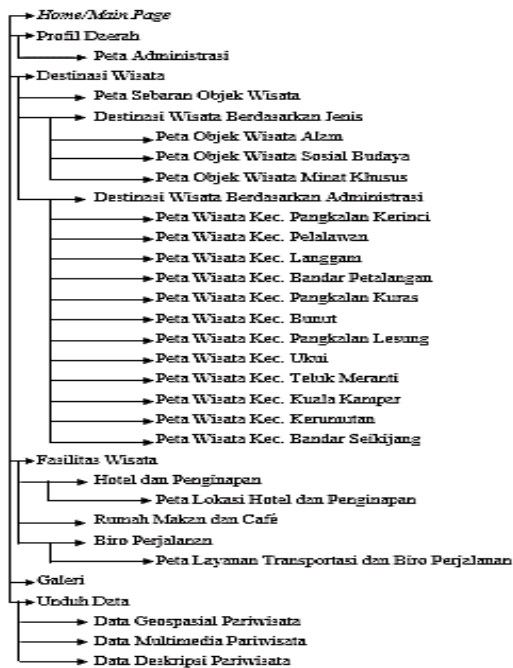 Home/Main Page
Profil Daerah
Peta Administrasi
Destinasi Wisata
Peta Sebaran Objek Wisata
Destinasi Wisata Berdasarkan Jenis
Peta Objek Wisata Alam
Peta Objek Wisata Sosial Budaya
Peta Objek Wisata Minat Khusus
Destinasi Wisata Berdasarkan Administrasi
Peta Wisata Kec. Pangkalan Kerinci
Peta Wisata Kec. Pelalawan
Peta Wisata Kec. Langgam
Peta Wisata Kec. Bandar Petalangan
Peta Wisata Kec. Pangkalan Kuras
Peta Wisata Kec. Bunut
Peta Wisata Kec. Pangkalan Lesung
Peta Wisata Kec. Ukui
Peta Wisata Kec. Teluk Meranti
Peta Wisata Kec. Kuala Kampar
Peta Wisata Kec. Kerumutan
Peta Wisata Kec. Bandar Seikijang
Fasilitas Wisata
Hotel dan Penginapan
Peta Lokasi Hotel dan Penginapan
Rumah Makan dan Café
Biro Perjalanan
Peta Layanan Transportasi dan Biro Perjalanan
Galeri
Unduh Data
Data Geospasial Pariwisata
Data Multimedia Pariwisata
Data Deskripsi Pariwisata